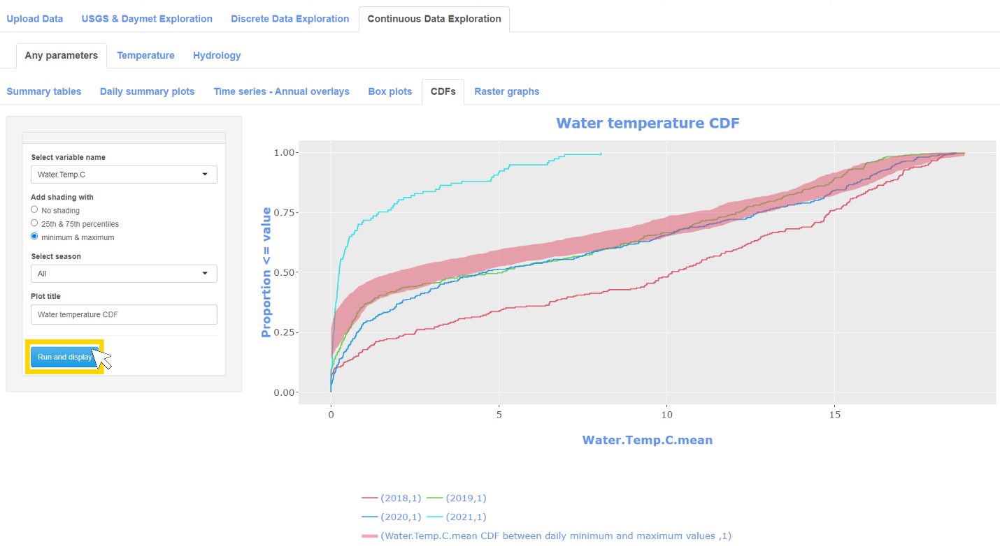 Upload Data USGS & Daymet Exploration Discrete Data Exploration Continuous Data Exploration
Any parameters Temperature Hydrology
Summary tables Daily summary plots Time series - Annual overlays Box plots CDFs Raster graphs
Select variable name
Water.Temp.C
Add shading with
No shading
25th & 75th percentiles
minimum & maximum
Select season
All
Plot title
Water temperature CDF
Run and display
Water temperature CDF
Proportion <= value
1.00
0.75
0.50
0.25
0.00
0 5 10 15
Water.Temp.C.mean
(2018,1) (2019,1)
(2020,1) (2021,1)
(Water.Temp.C.mean CDF between daily minimum and maximum values ,1)